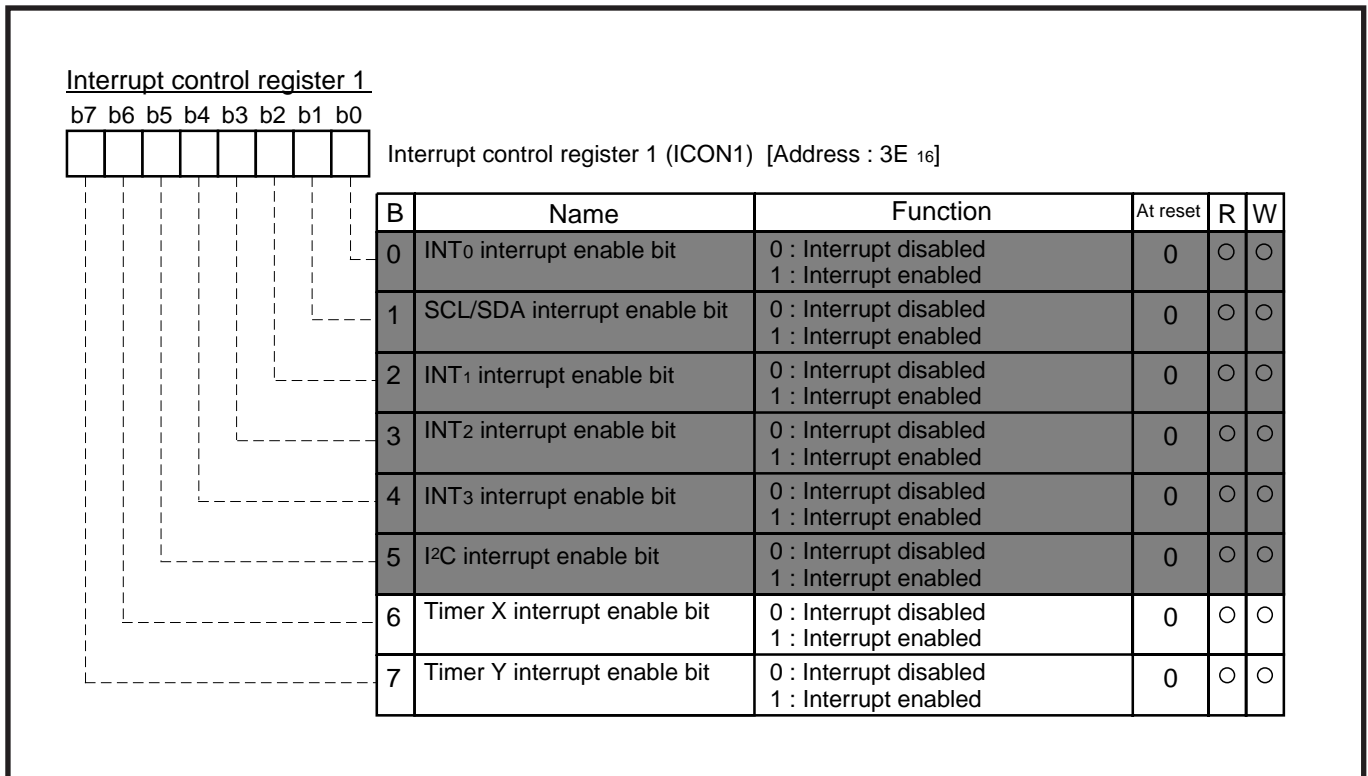 Interrupt control register 1
b7 b6 b5 b4 b3 b2 b1 b0
Interrupt control register 1 (ICON1) [Address : 3E 16]
B Name Function At reset R W
0 INT0 interrupt enable bit 0 : Interrupt disabled 0 ○ ○
1 : Interrupt enabled
1 SCL/SDA interrupt enable bit 0 : Interrupt disabled 0 ○ ○
1 : Interrupt enabled
2 INT1 interrupt enable bit 0 : Interrupt disabled 0 ○ ○
1 : Interrupt enabled
3 INT2 interrupt enable bit 0 : Interrupt disabled 0 ○ ○
1 : Interrupt enabled
4 INT3 interrupt enable bit 0 : Interrupt disabled 0 ○ ○
1 : Interrupt enabled
5 I2C interrupt enable bit 0 : Interrupt disabled 0 ○ ○
1 : Interrupt enabled
6 Timer X interrupt enable bit 0 : Interrupt disabled 0 ○ ○
1 : Interrupt enabled
7 Timer Y interrupt enable bit 0 : Interrupt disabled 0 ○ ○
1 : Interrupt enabled